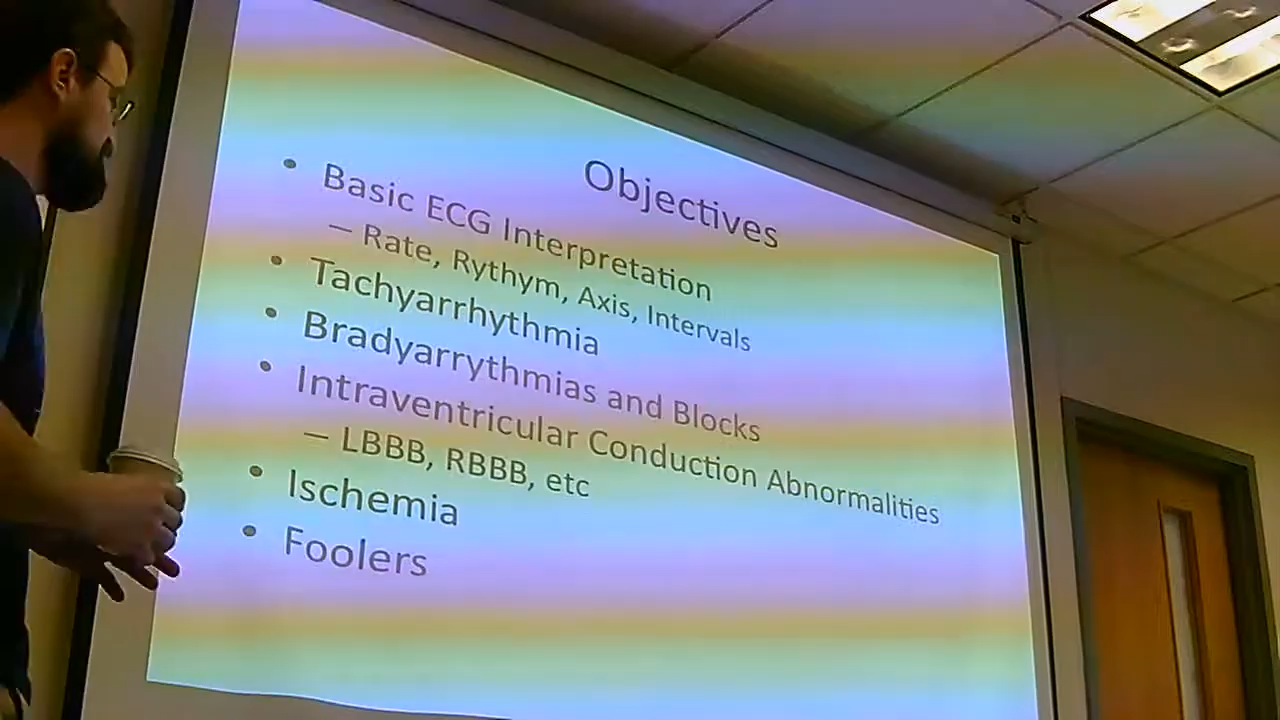 Objectives
• Basic ECG Interpretation
– Rate, Rythym, Axis, Intervals
• Tachyarrhythmia
• Bradyarrythmias and Blocks
• Intraventricular Conduction Abnormalities
– LBBB, RBBB, etc
• Ischemia
• Foolers